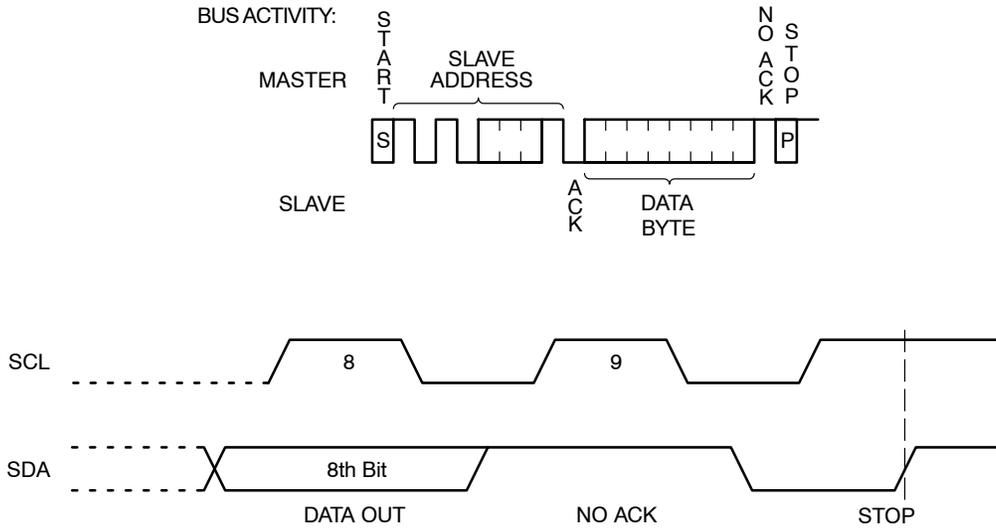 BUS ACTIVITY:
START
NO ACK
STOP
MASTER
SLAVE
ADDRESS
S
P
SLAVE
ACK
DATA
BYTE
SCL
8
9
SDA
8th Bit
DATA OUT
NO ACK
STOP